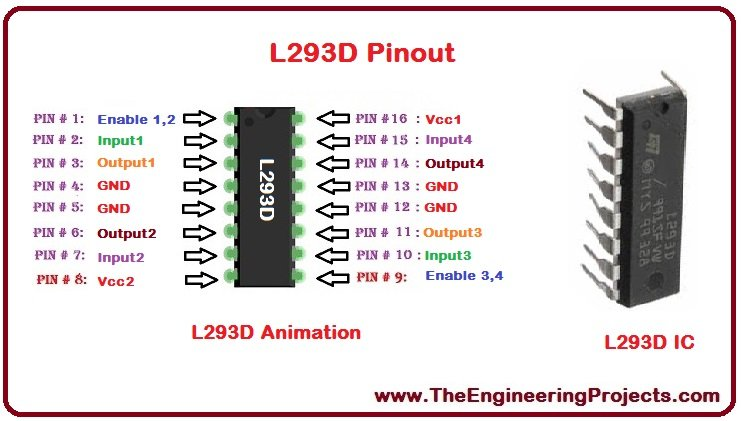 L293D Pinout
PIN # 1: Enable 1,2
PIN # 2: Input1
PIN # 3: Output1
PIN # 4: GND
PIN # 5: GND
PIN # 6: Output2
PIN # 7: Input2
PIN # 8: Vcc2
L293D
PIN #16 : Vcc1
PIN # 15 : Input4
PIN # 14 : Output4
PIN # 13 : GND
PIN # 12 : GND
PIN # 11 : Output3
PIN # 10 : Input3
PIN # 9: Enable 3,4
L293D Animation
L293D
L293D IC
www.TheEngineeringProjects.com